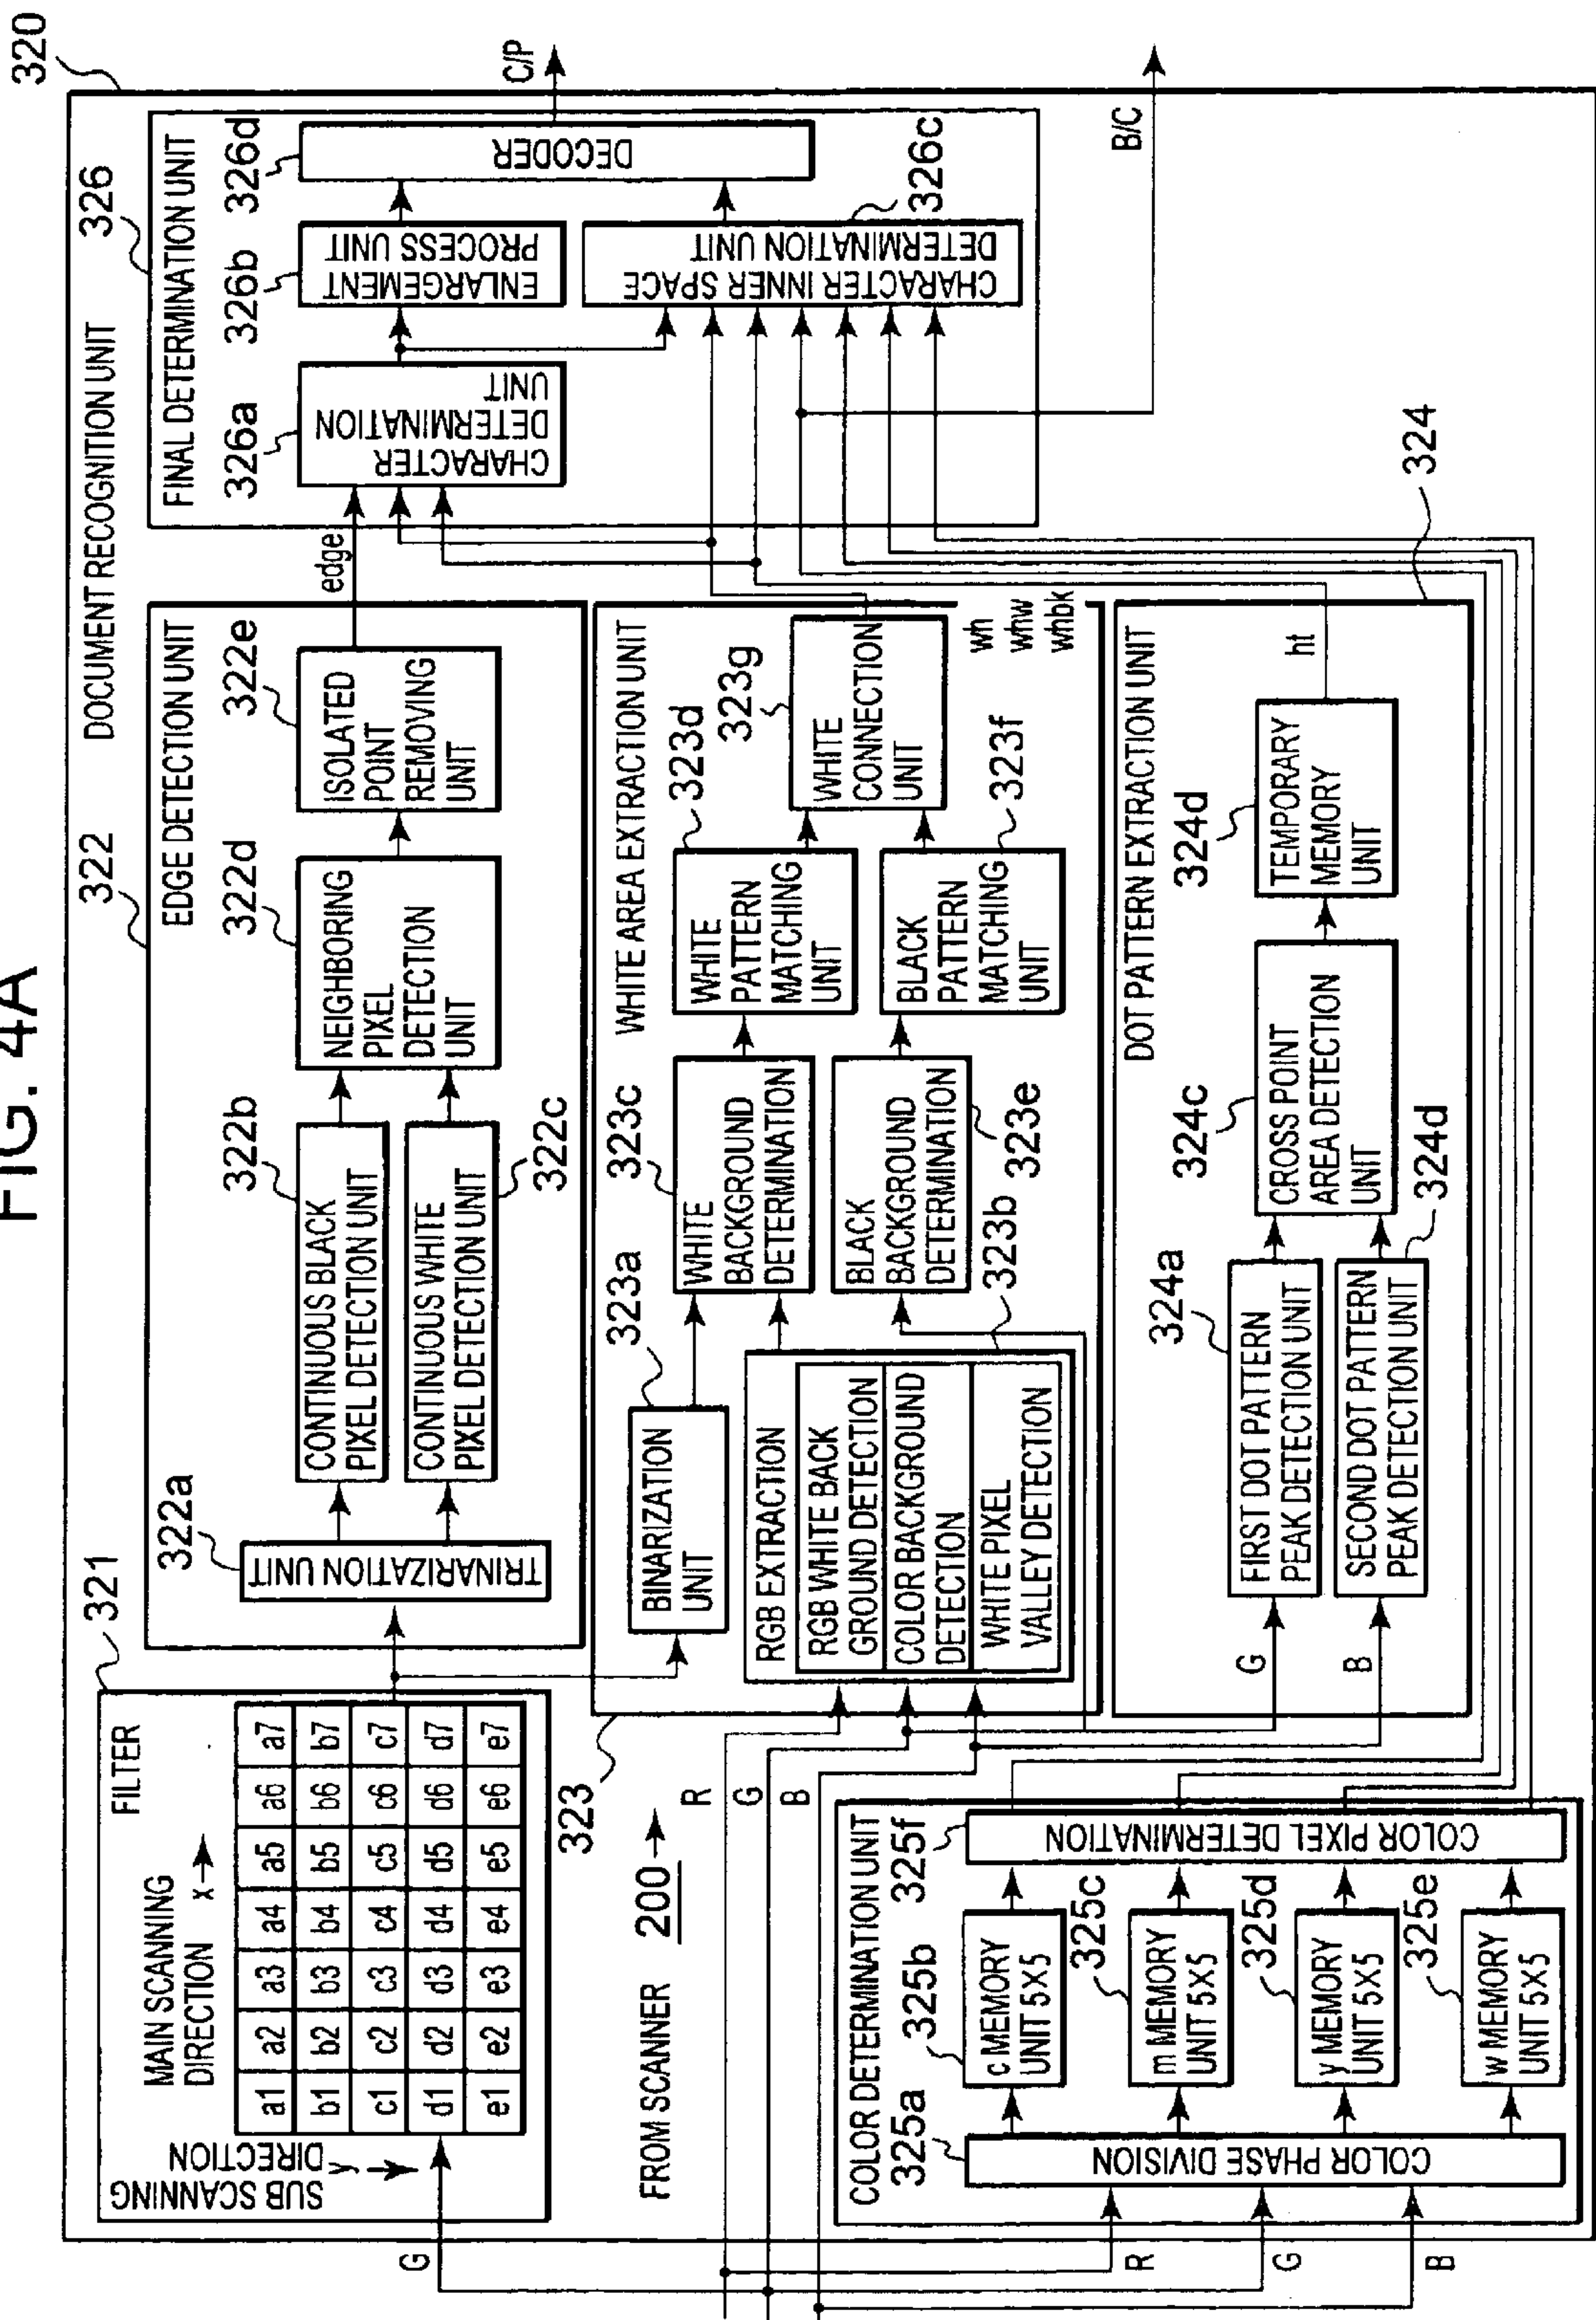 FIG. 4A
320
DOCUMENT RECOGNITION UNIT
321
FILTER
MAIN SCANNING
DIRECTION x
SUB SCANNING
DIRECTION
y
a1 a2 a3 a4 a5 a6 a7
b1 b2 b3 b4 b5 b6 b7
c1 c2 c3 c4 c5 c6 c7
d1 d2 d3 d4 d5 d6 d7
e1 e2 e3 e4 e5 e6 e7
G
322
EDGE DETECTION UNIT
322a
TRINARIZATION UNIT
322b
CONTINUOUS BLACK
PIXEL DETECTION UNIT
CONTINUOUS WHITE
PIXEL DETECTION UNIT
322c
322d
NEIGHBORING
PIXEL
DETECTION
UNIT
322e
ISOLATED
POINT
REMOVING
UNIT
edge
326
FINAL DETERMINATION UNIT
326a
CHARACTER
DETERMINATION
UNIT
326b
ENLARGEMENT
PROCESS UNIT
CHARACTER INNER SPACE
DETERMINATION UNIT
326c
326d
DECODER
C/P
B/C
323
WHITE AREA EXTRACTION UNIT
323a
BINARIZATION
UNIT
RGB EXTRACTION
RGB WHITE BACK
GROUND DETECTION
COLOR BACKGROUND
DETECTION
WHITE PIXEL
VALLEY DETECTION
323b
323c
WHITE
BACKGROUND
DETERMINATION
BLACK
BACKGROUND
DETERMINATION
323e
323d
WHITE
PATTERN
MATCHING
UNIT
BLACK
PATTERN
MATCHING
UNIT
323f
323g
WHITE
CONNECTION
UNIT
wh
whw
whbk
FROM SCANNER 200
R
G
B
324
DOT PATTERN EXTRACTION UNIT
G
B
324a
FIRST DOT PATTERN
PEAK DETECTION UNIT
SECOND DOT PATTERN
PEAK DETECTION UNIT
324d
324c
CROSS POINT
AREA DETECTION
UNIT
324d
TEMPORARY
MEMORY
UNIT
ht
COLOR DETERMINATION UNIT
R
G
B
325a
COLOR PHASE DIVISION
325b
c MEMORY
UNIT 5X5
325c
m MEMORY
UNIT 5X5
325d
y MEMORY
UNIT 5X5
325e
w MEMORY
UNIT 5X5
325f
COLOR PIXEL DETERMINATION